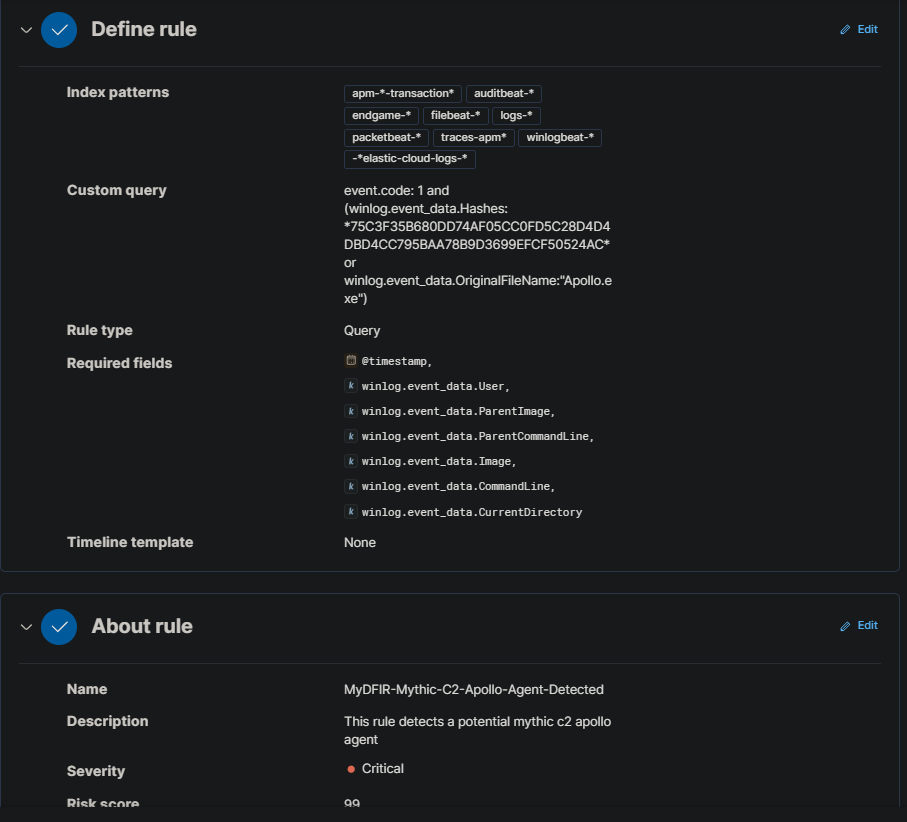 Define rule
Edit
Index patterns
apm-*-transaction* auditbeat-*
endgame-* filebeat-* logs-*
packetbeat-* traces-apm* winlogbeat-*
-*elastic-cloud-logs-*
Custom query
event.code: 1 and
(winlog.event_data.Hashes:
*75C3F35B680DD74AF05CC0FD5C28D4D4
DBD4CC795BAA78B9D3699EFCF50524AC*
or
winlog.event_data.OriginalFileName:"Apollo.e
xe")
Rule type
Query
Required fields
@timestamp,
k winlog.event_data.User,
k winlog.event_data.ParentImage,
k winlog.event_data.ParentCommandLine,
k winlog.event_data.Image,
k winlog.event_data.CommandLine,
k winlog.event_data.CurrentDirectory
Timeline template
None
About rule
Edit
Name
MyDFIR-Mythic-C2-Apollo-Agent-Detected
Description
This rule detects a potential mythic c2 apollo
agent
Severity
Critical
Risk score
99